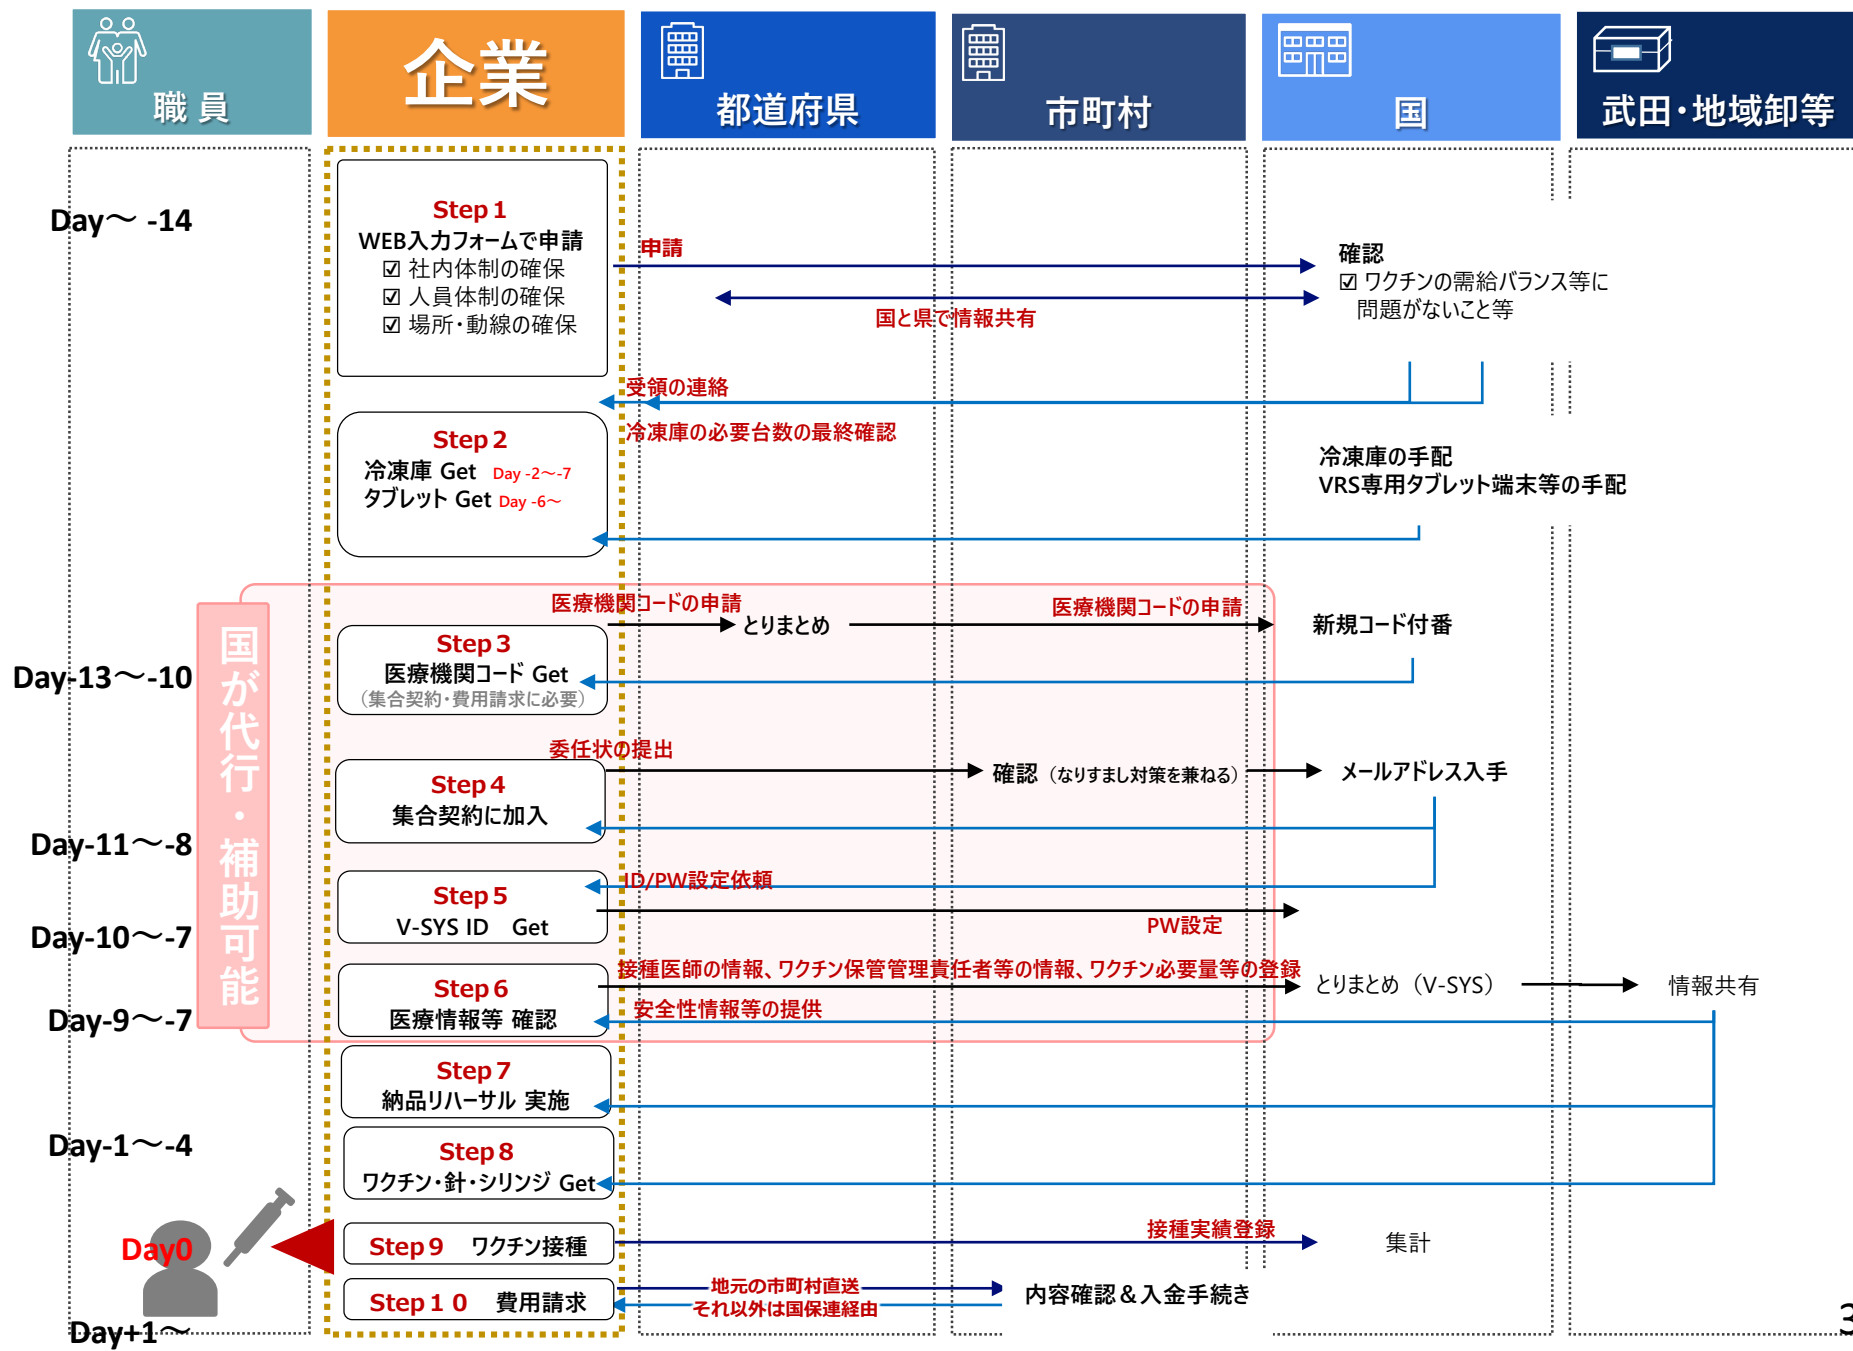 職員
企業
都道府県
市町村
国
武田・地域卸等
Day～ -14
Step1
WEB入力フォームで申請
☑ 社内体制の確保
☑ 人員体制の確保
☑ 場所・動線の確保
申請
国と県で情報共有
確認
☑ ワクチンの需給バランス等に
問題がないこと等
受領の連絡
冷凍庫の必要台数の最終確認
Step2
冷凍庫 Get Day -2～-7
タブレット Get Day -6～
冷凍庫の手配
VRS専用タブレット端末等の手配
国が代行・補助可能
Day-13～-10
医療機関コードの申請
とりまとめ
医療機関コードの申請
新規コード付番
Step3
医療機関コード Get
（集合契約・費用請求に必要）
委任状の提出
確認（なりすまし対策を兼ねる）
メールアドレス入手
Step4
集合契約に加入
Day-11～-8
ID/PW設定依頼
Step5
V-SYS ID Get
PW設定
Day-10～-7
接種医師の情報、ワクチン保管管理責任者等の情報、ワクチン必要量等の登録
とりまとめ（V-SYS）
情報共有
Step6
医療情報等 確認
安全性情報等の提供
Day-9～-7
Step7
納品リハーサル 実施
Day-1～-4
Step8
ワクチン・針・シリンジ Get
Day0
Step9 ワクチン接種
接種実績登録
集計
Step10 費用請求
地元の市町村直送
それ以外は国保連経由
内容確認＆入金手続き
Day+1～
3